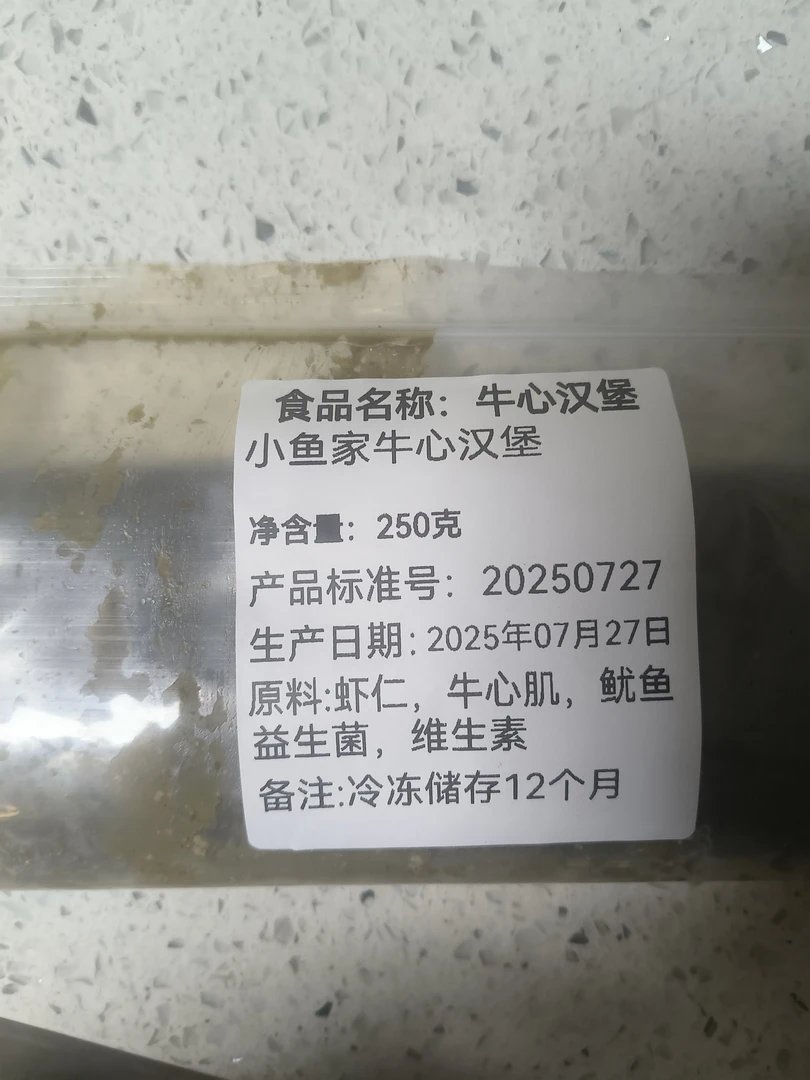 食品名称：牛心汉堡
小鱼家牛心汉堡
净含量：250克
产品标准号：20250727
生产日期:2025年07月27日
原料:虾仁，牛心肌，鱿鱼
益生菌，维生素
备注:冷冻储存12个月